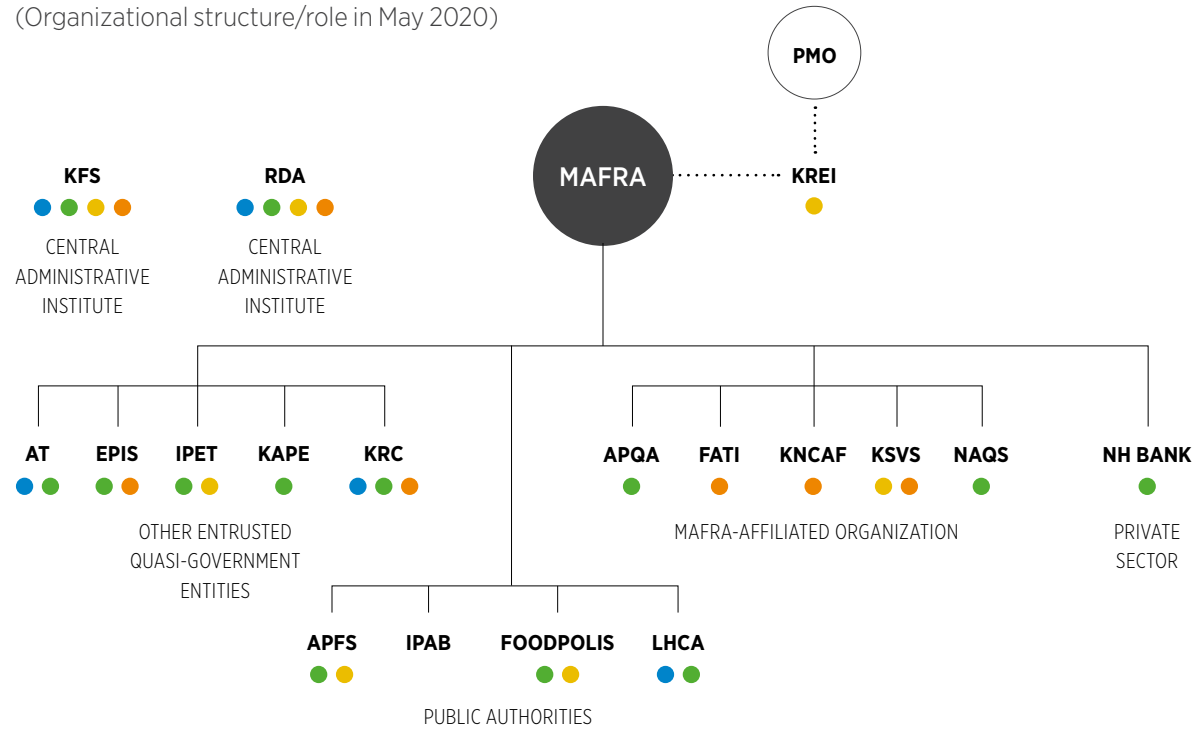 (Organizational structure/role in May 2020)
PMO
MAFRA
KREI
KFS
CENTRAL
ADMINISTRATIVE
INSTITUTE
RDA
CENTRAL
ADMINISTRATIVE
INSTITUTE
AT
EPIS
IPET
KAPE
KRC
OTHER ENTRUSTED
QUASI-GOVERNMENT
ENTITIES
APQA
FATI
KNCAF
KSVS
NAQS
MAFRA-AFFILIATED ORGANIZATION
NH BANK
PRIVATE
SECTOR
APFS
IPAB
FOODPOLIS
LHCA
PUBLIC AUTHORITIES